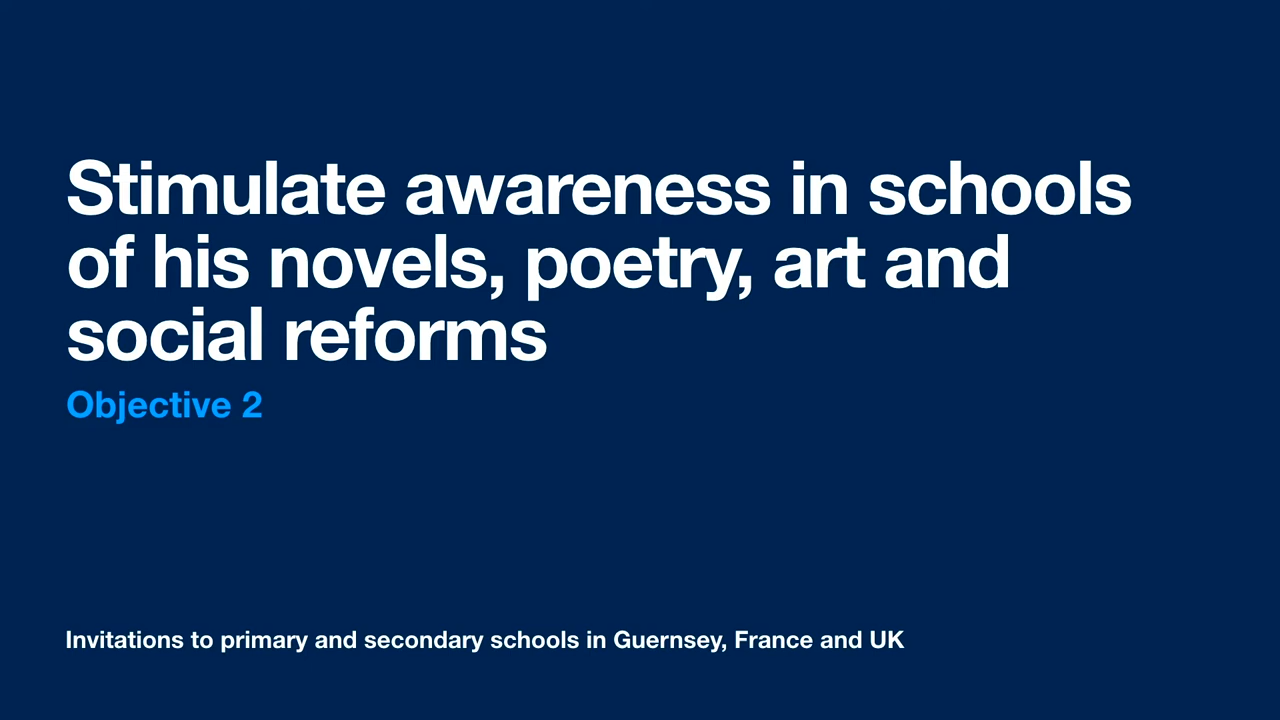 Stimulate awareness in schools
of his novels, poetry, art and
social reforms
Objective 2
Invitations to primary and secondary schools in Guernsey, France and UK